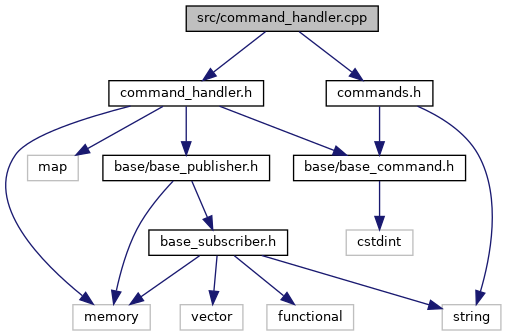 src/command_handler.cpp
command_handler.h
commands.h
map
base/base_publisher.h
base/base_command.h
base_subscriber.h
cstdint
memory
vector
functional
string